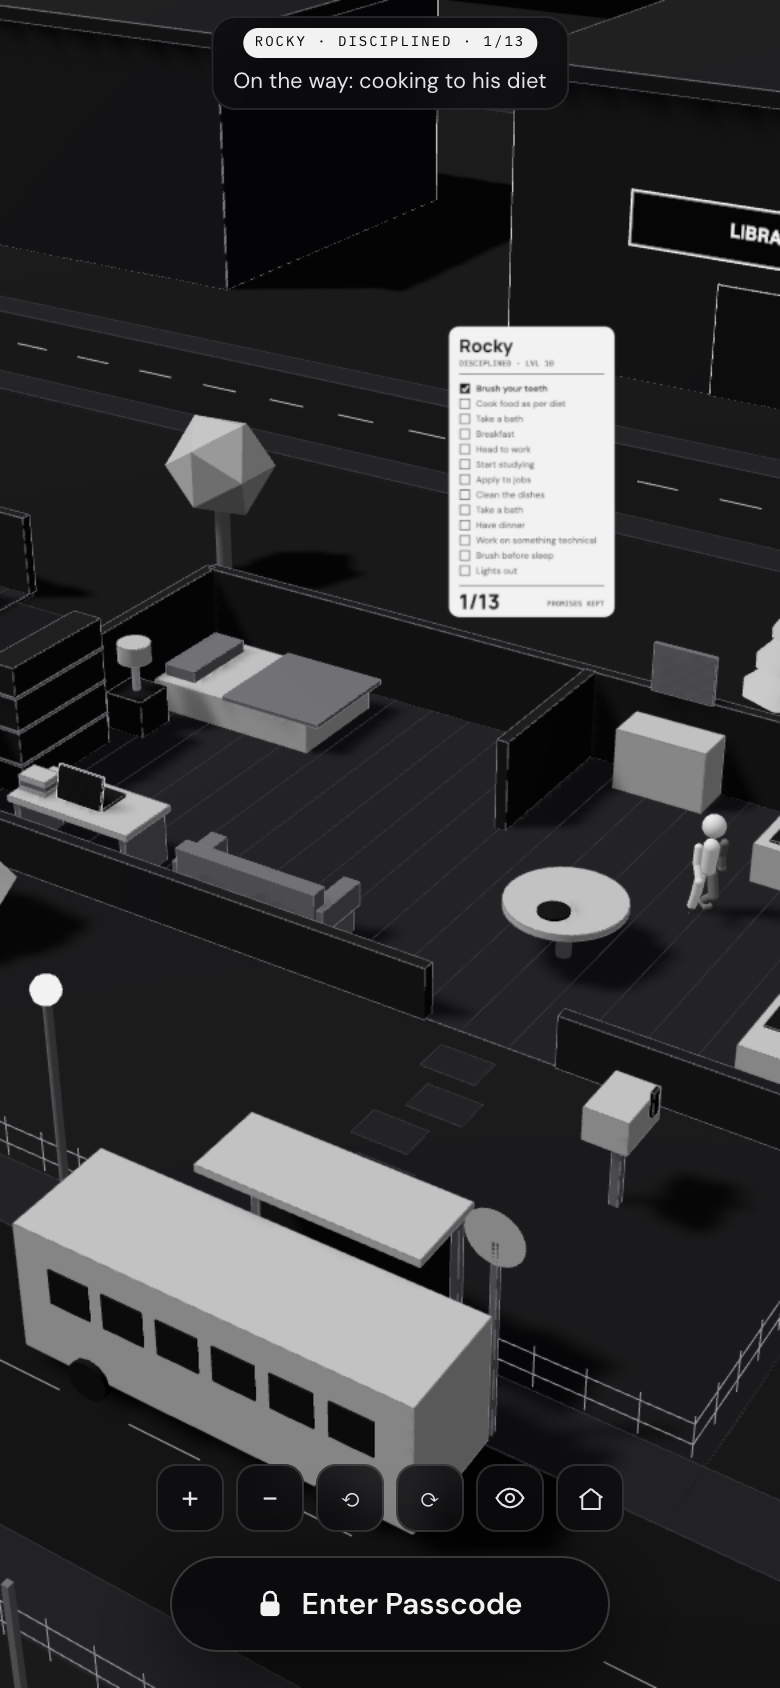 ROCKY · DISCIPLINED · 1/13
On the way: cooking to his diet
LIBRA
Rocky
DISCIPLINED · LVL 10
Brush your teeth
Cook food as per diet
Take a bath
Breakfast
Head to work
Start studying
Apply to jobs
Clean the dishes
Take a bath
Have dinner
Work on something technical
Brush before sleep
Lights out
1/13 PROMISES KEPT
Enter Passcode